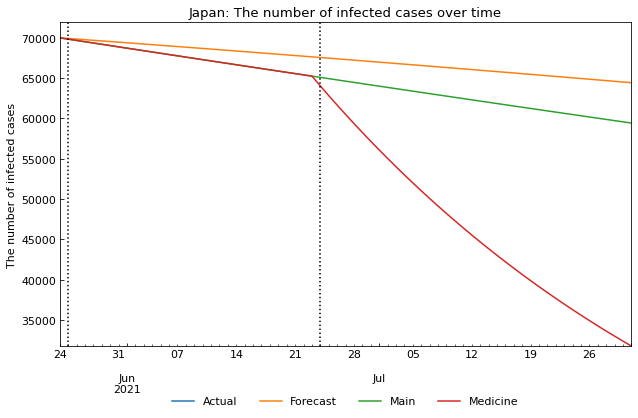 Japan: The number of infected cases over time
The number of infected cases
70000
65000
60000
55000
50000
45000
40000
35000
24 31 07 14 21 28 05 12 19 26
Jun Jul
2021
Actual Forecast Main Medicine